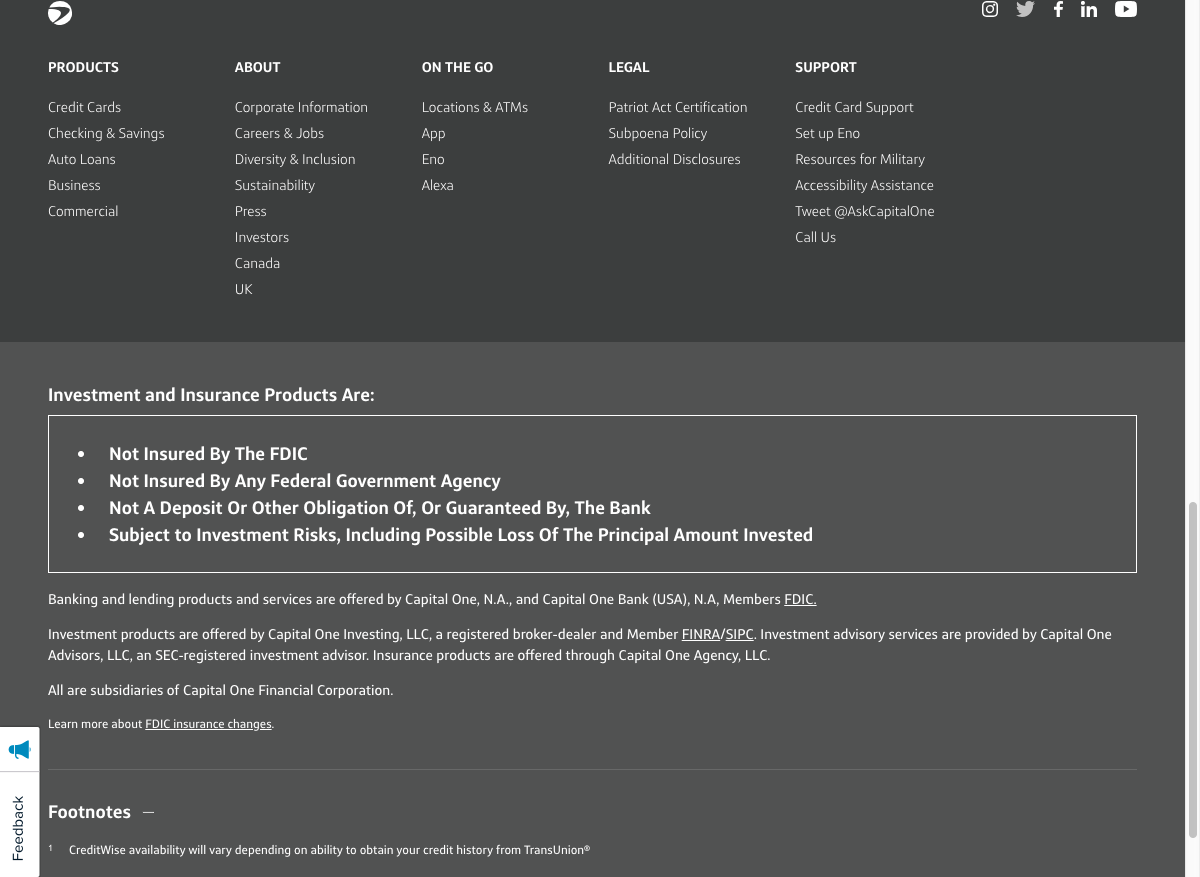 PRODUCTS
Credit Cards
Checking & Savings
Auto Loans
Business
Commercial
ABOUT
Corporate Information
Careers & Jobs
Diversity & Inclusion
Sustainability
Press
Investors
Canada
UK
ON THE GO
Locations & ATMs
App
Eno
Alexa
LEGAL
Patriot Act Certification
Subpoena Policy
Additional Disclosures
SUPPORT
Credit Card Support
Set up Eno
Resources for Military
Accessibility Assistance
Tweet @AskCapitalOne
Call Us
Investment and Insurance Products Are:
• Not Insured By The FDIC
• Not Insured By Any Federal Government Agency
• Not A Deposit Or Other Obligation Of, Or Guaranteed By, The Bank
• Subject to Investment Risks, Including Possible Loss Of The Principal Amount Invested
Banking and lending products and services are offered by Capital One, N.A., and Capital One Bank (USA), N.A, Members FDIC.
Investment products are offered by Capital One Investing, LLC, a registered broker-dealer and Member FINRA/SIPC. Investment advisory services are provided by Capital One
Advisors, LLC, an SEC-registered investment advisor. Insurance products are offered through Capital One Agency, LLC.
All are subsidiaries of Capital One Financial Corporation.
Learn more about FDIC insurance changes.
Feedback
Footnotes —
1 CreditWise availability will vary depending on ability to obtain your credit history from TransUnion®